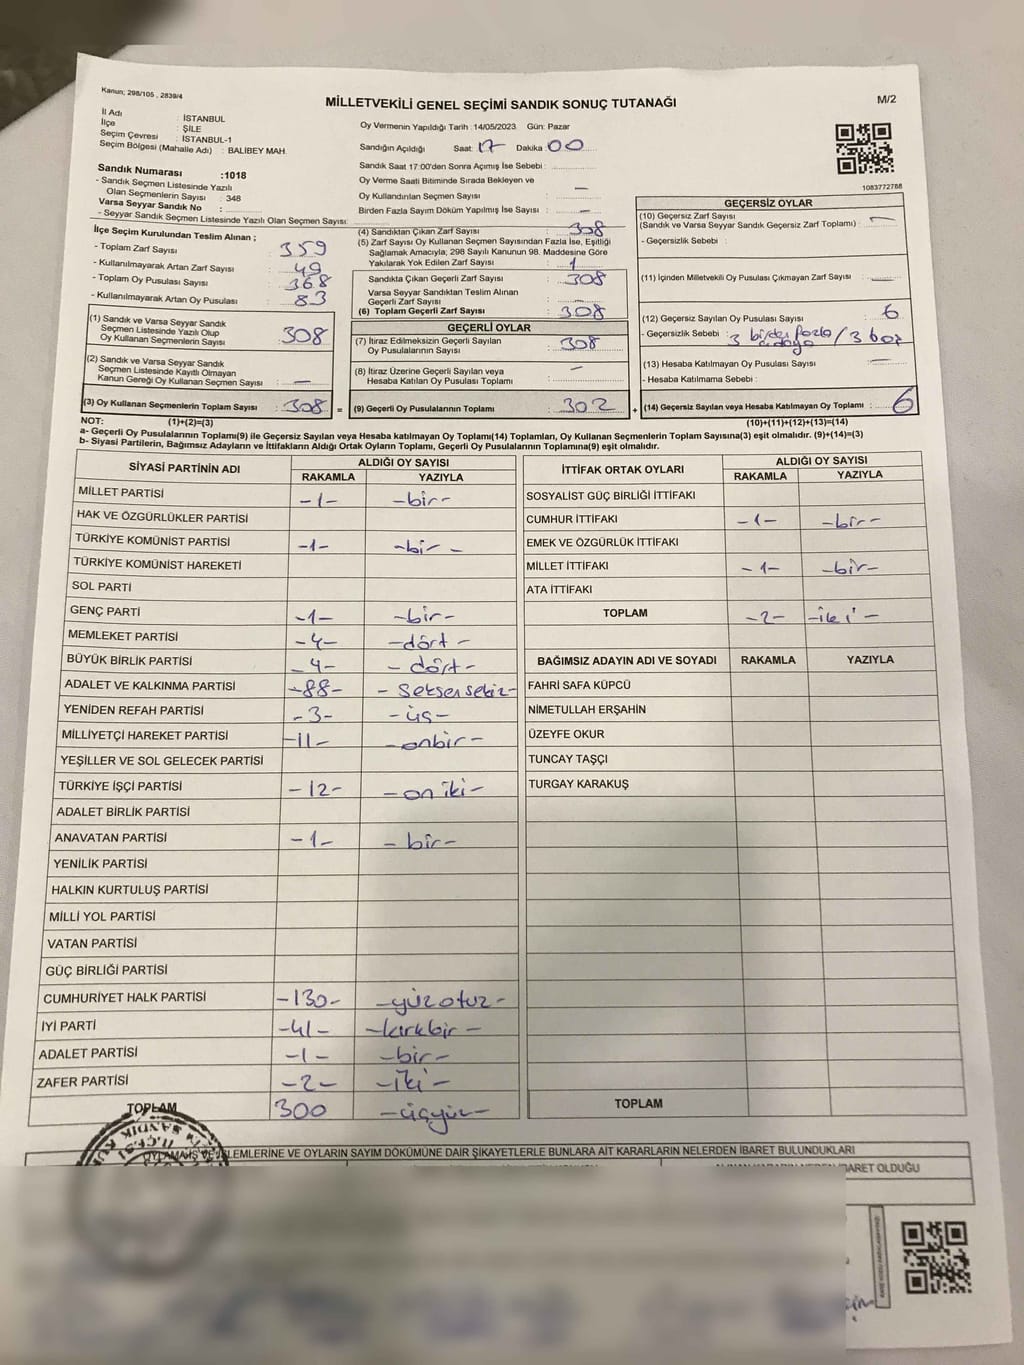 Kanun; 298/105 , 2839/4
MİLLETVEKİLİ GENEL SEÇİMİ SANDIK SONUÇ TUTANAĞI
M/2
İl Adı : İSTANBUL
İlçe : ŞİLE
Seçim Çevresi : İSTANBUL-1
Seçim Bölgesi (Mahalle Adı) : BALİBEY MAH.
Oy Vermenin Yapıldığı Tarih :14/05/2023 Gün: Pazar
Sandığın Açıldığı Saat: 17 Dakika: 00
Sandık Saat 17:00'den Sonra Açımış İse Sebebi :
Oy Verme Saati Bitiminde Sırada Bekleyen ve
Oy Kullandırılan Seçmen Sayısı : —
Birden Fazla Sayım Döküm Yapılmış İse Sayısı : —
1083772788
Sandık Numarası :1018
- Sandık Seçmen Listesinde Yazılı
Olan Seçmenlerin Sayısı : 348
Varsa Seyyar Sandık No :
- Seyyar Sandık Seçmen Listesinde Yazılı Olan Seçmen Sayısı:
İlçe Seçim Kurulundan Teslim Alınan ;
- Toplam Zarf Sayısı : 359
- Kullanılmayarak Artan Zarf Sayısı : 49
- Toplam Oy Pusulası Sayısı : 368
- Kullanılmayarak Artan Oy Pusulası : 83
(1) Sandık ve Varsa Seyyar Sandık
Seçmen Listesinde Yazılı Olup
Oy Kullanan Seçmenlerin Sayısı : 308
(2) Sandık ve Varsa Seyyar Sandık
Seçmen Listesinde Kayıtlı Olmayan
Kanun Gereği Oy Kullanan Seçmen Sayısı : —
(3) Oy Kullanan Seçmenlerin Toplam Sayısı : 308 =
(4) Sandıktan Çıkan Zarf Sayısı : 308
(5) Zarf Sayısı Oy Kullanan Seçmen Sayısından Fazla İse, Eşitliği
Sağlamak Amacıyla; 298 Sayılı Kanunun 98. Maddesine Göre
Yakılarak Yok Edilen Zarf Sayısı :
Sandıkta Çıkan Geçerli Zarf Sayısı : 308
Varsa Seyyar Sandıktan Teslim Alınan
Geçerli Zarf Sayısı : —
(6) Toplam Geçerli Zarf Sayısı : 308
GEÇERLİ OYLAR
(7) İtiraz Edilmeksizin Geçerli Sayılan
Oy Pusulalarının Sayısı : 308
(8) İtiraz Üzerine Geçerli Sayılan veya
Hesaba Katılan Oy Pusulası Toplamı : —
(9) Geçerli Oy Pusulalarının Toplamı : 302 +
GEÇERSİZ OYLAR
(10) Geçersiz Zarf Sayısı
(Sandık ve Varsa Seyyar Sandık Geçersiz Zarf Toplamı) : —
- Geçersizlik Sebebi :
(11) İçinden Milletvekili Oy Pusulası Çıkmayan Zarf Sayısı : —
(12) Geçersiz Sayılan Oy Pusulası Sayısı : 6
- Geçersizlik Sebebi : 3 birden fazla / 3 boş
adaya
(13) Hesaba Katılmayan Oy Pusulası Sayısı : —
- Hesaba Katılmama Sebebi :
(14) Geçersiz Sayılan veya Hesaba Katılmayan Oy Toplamı : 6
NOT: (1)+(2)=(3)
(10)+(11)+(12)+(13)=(14)
a- Geçerli Oy Pusulalarının Toplamı(9) ile Geçersiz Sayılan veya Hesaba katılmayan Oy Toplamı(14) Toplamları, Oy Kullanan Seçmenlerin Toplam Sayısına(3) eşit olmalıdır. (9)+(14)=(3)
b- Siyasi Partilerin, Bağımsız Adayların ve İttifakların Aldığı Ortak Oyların Toplamı, Geçerli Oy Pusulalarının Toplamına(9) eşit olmalıdır.
SİYASİ PARTİNİN ADI ALDIĞI OY SAYISI
RAKAMLA YAZIYLA
MİLLET PARTİSİ -1- -bir-
HAK VE ÖZGÜRLÜKLER PARTİSİ
TÜRKİYE KOMÜNİST PARTİSİ -1- -bir-
TÜRKİYE KOMÜNİST HAREKETİ
SOL PARTİ
GENÇ PARTİ -1- -bir-
MEMLEKET PARTİSİ -4- -dört-
BÜYÜK BİRLİK PARTİSİ -4- -dört-
ADALET VE KALKINMA PARTİSİ -88- -seksensekiz-
YENİDEN REFAH PARTİSİ -3- -üç-
MİLLİYETÇİ HAREKET PARTİSİ -11- -onbir-
YEŞİLLER VE SOL GELECEK PARTİSİ
TÜRKİYE İŞÇİ PARTİSİ -12- -on iki-
ADALET BİRLİK PARTİSİ
ANAVATAN PARTİSİ -1- -bir-
YENİLİK PARTİSİ
HALKIN KURTULUŞ PARTİSİ
MİLLİ YOL PARTİSİ
VATAN PARTİSİ
GÜÇ BİRLİĞİ PARTİSİ
CUMHURİYET HALK PARTİSİ -130- -yüzotuz-
İYİ PARTİ -41- -kırkbir-
ADALET PARTİSİ -1- -bir-
ZAFER PARTİSİ -2- -iki-
TOPLAM 300 -üçyüz-
İTTİFAK ORTAK OYLARI ALDIĞI OY SAYISI
RAKAMLA YAZIYLA
SOSYALİST GÜÇ BİRLİĞİ İTTİFAKI
CUMHUR İTTİFAKI -1- -bir-
EMEK VE ÖZGÜRLÜK İTTİFAKI
MİLLET İTTİFAKI -1- -bir-
ATA İTTİFAKI
TOPLAM -2- -iki-
BAĞIMSIZ ADAYIN ADI VE SOYADI RAKAMLA YAZIYLA
FAHRİ SAFA KÜPCÜ
NİMETULLAH ERŞAHİN
ÜZEYFE OKUR
TUNCAY TAŞÇI
TURGAY KARAKUŞ
TOPLAM
OYLAMA İŞ VE İŞLEMLERİNE VE OYLARIN SAYIM DÖKÜMÜNE DAİR ŞİKAYETLERLE BUNLARA AİT KARARLARIN NELERDEN İBARET BULUNDUKLARI
İBARET OLDUĞU